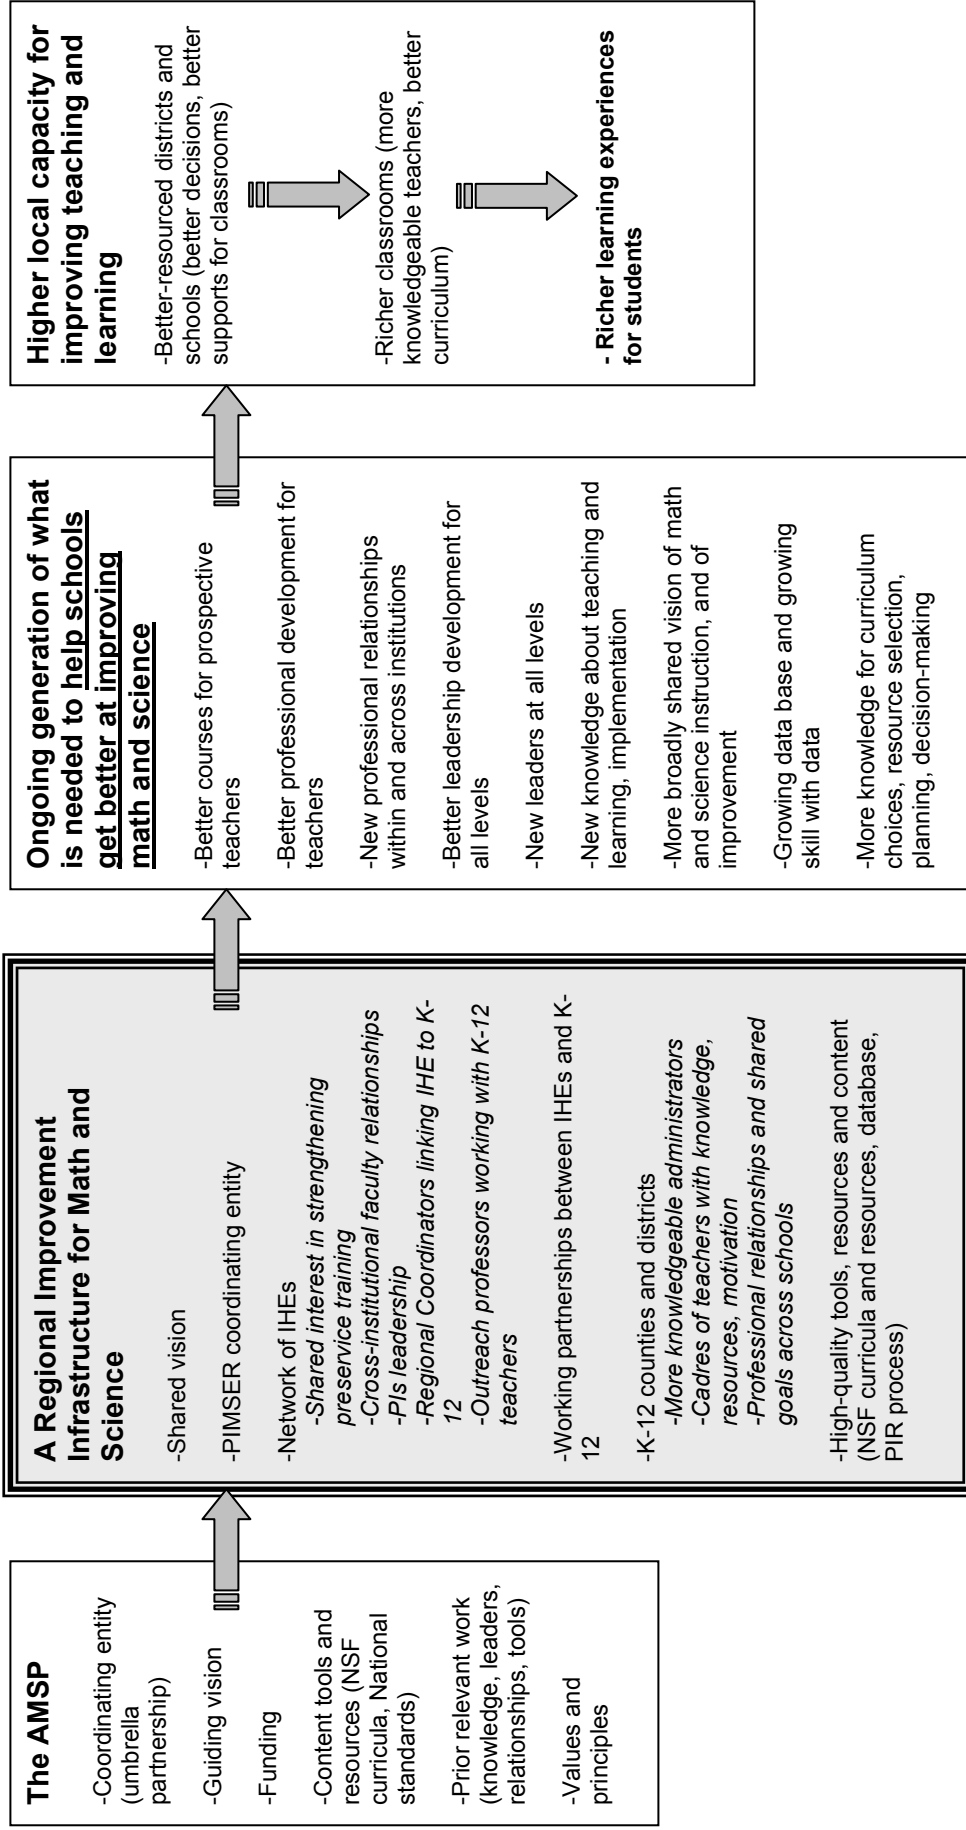 The AMSP
-Coordinating entity
(umbrella
partnership)
-Guiding vision
-Funding
-Content tools and
resources (NSF
curricula, National
standards)
-Prior relevant work
(knowledge, leaders,
relationships, tools)
-Values and
principles
A Regional Improvement
Infrastructure for Math and
Science
-Shared vision
-PIMSER coordinating entity
-Network of IHEs
-Shared interest in strengthening
preservice training
-Cross-institutional faculty relationships
-PIs leadership
-Regional Coordinators linking IHE to K-
12
-Outreach professors working with K-12
teachers
-Working partnerships between IHEs and K-
12
-K-12 counties and districts
-More knowledgeable administrators
-Cadres of teachers with knowledge,
resources, motivation
-Professional relationships and shared
goals across schools
-High-quality tools, resources and content
(NSF curricula and resources, database,
PIR process)
Ongoing generation of what
is needed to help schools
get better at improving
math and science
-Better courses for prospective
teachers
-Better professional development for
teachers
-New professional relationships
within and across institutions
-Better leadership development for
all levels
-New leaders at all levels
-New knowledge about teaching and
learning, implementation
-More broadly shared vision of math
and science instruction, and of
improvement
-Growing data base and growing
skill with data
-More knowledge for curriculum
choices, resource selection,
planning, decision-making
Higher local capacity for
improving teaching and
learning
-Better-resourced districts and
schools (better decisions, better
supports for classrooms)
-Richer classrooms (more
knowledgeable teachers, better
curriculum)
- Richer learning experiences
for students